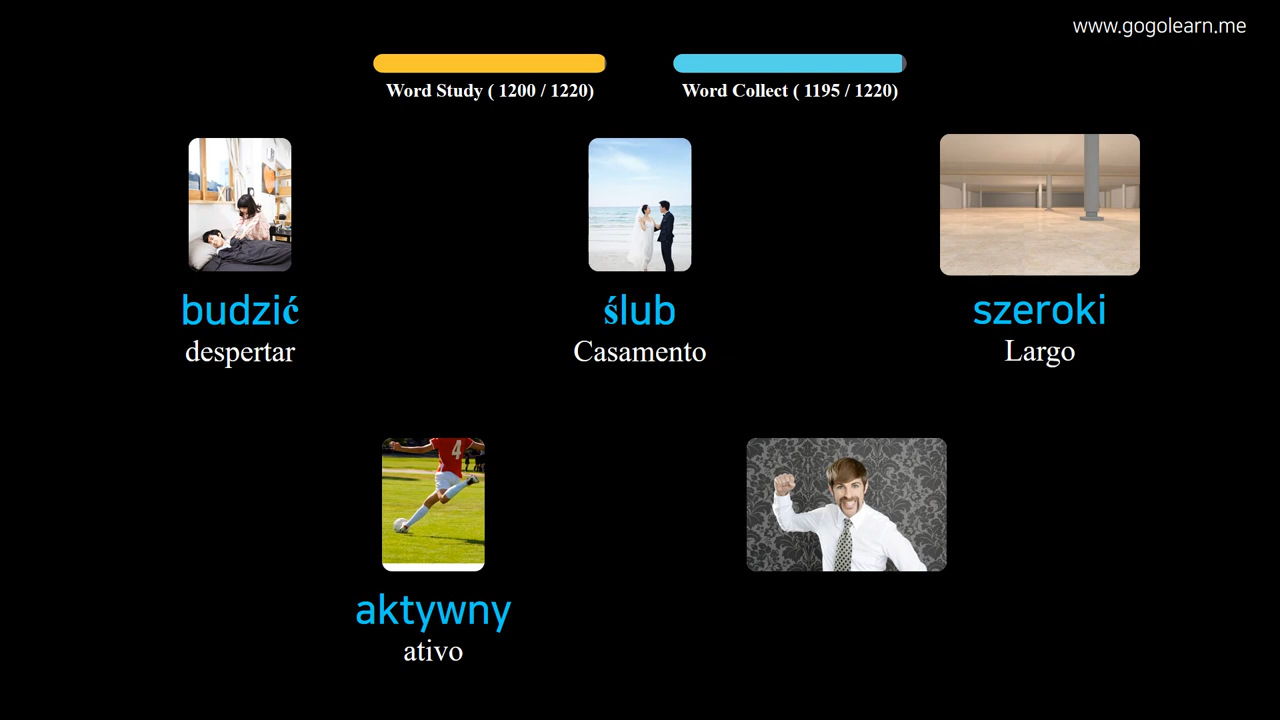 www.gogolearn.me
Word Study ( 1200 / 1220)
Word Collect ( 1195 / 1220)
budzić
despertar
ślub
Casamento
szeroki
Largo
4
aktywny
ativo